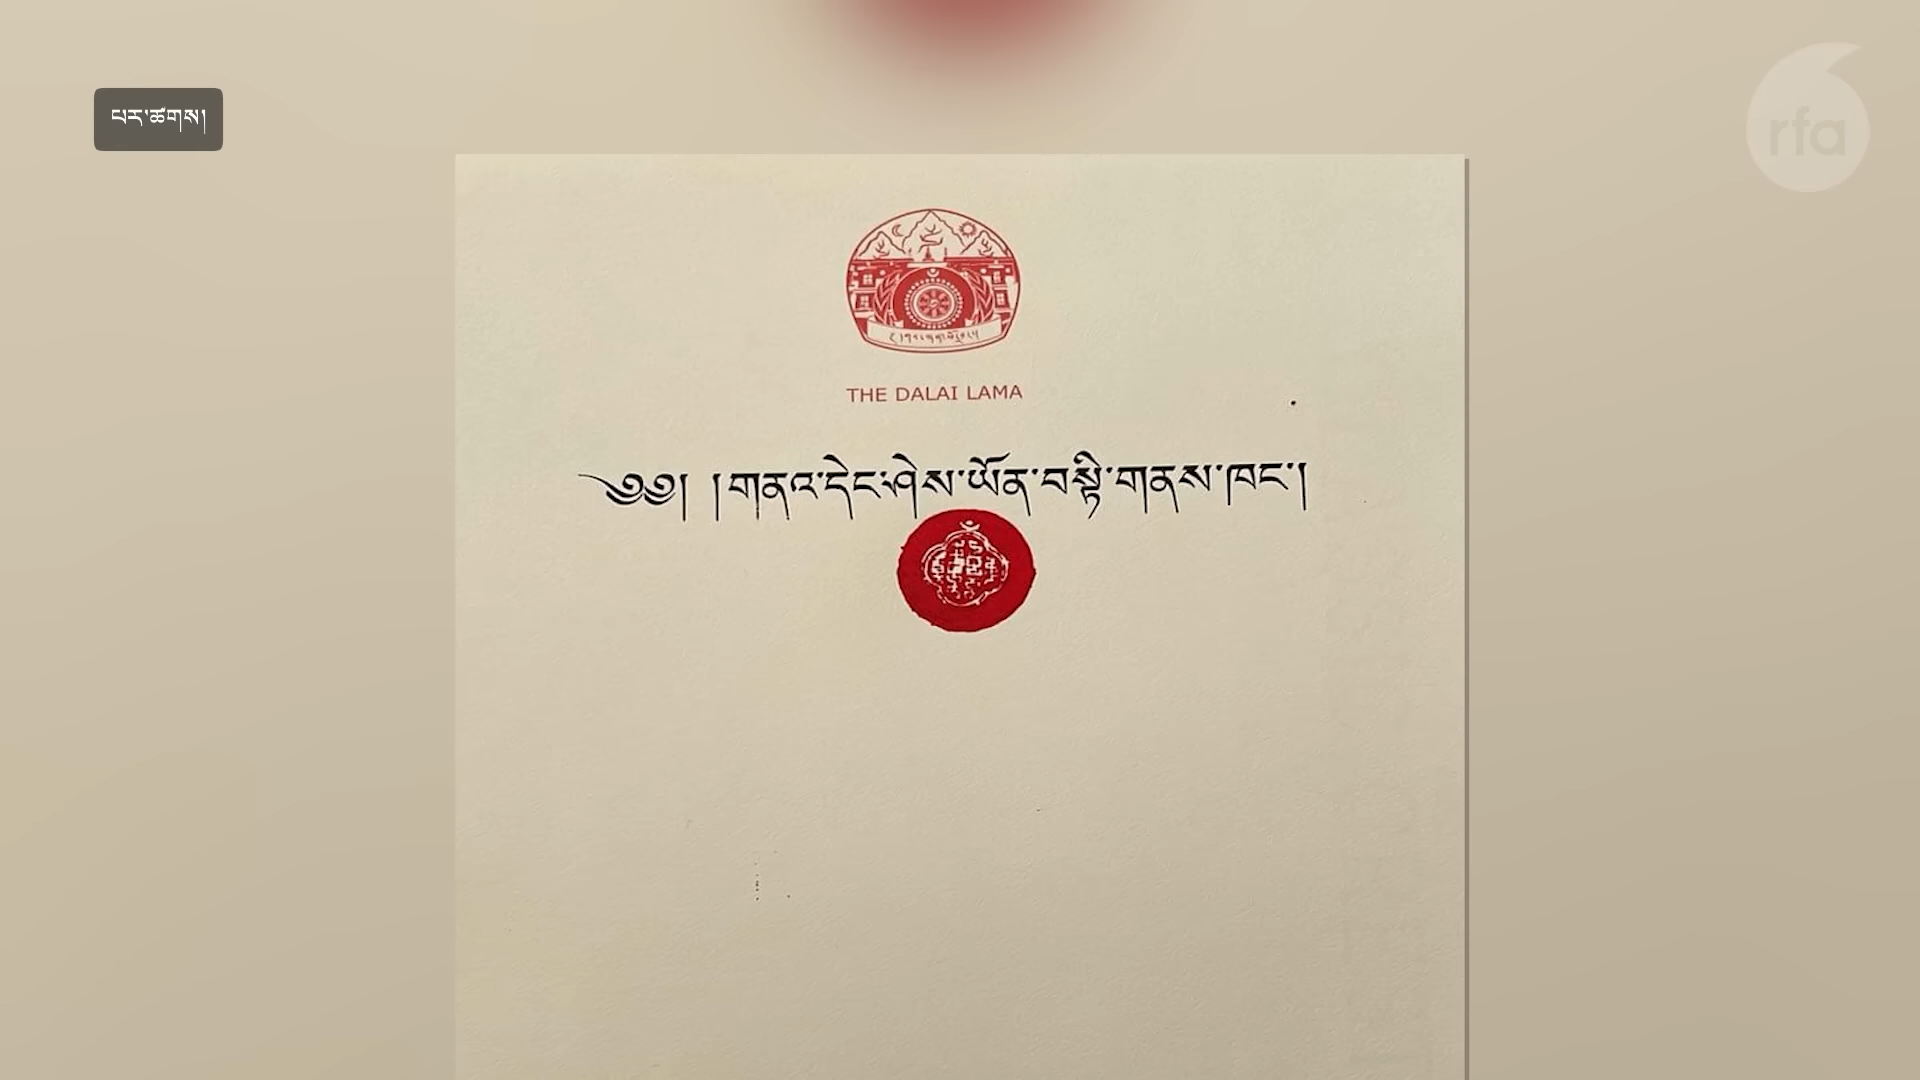 པར་ཚགས།
rfa
THE DALAI LAMA
༄༅། །གནའ་དེང་ཤེས་ཡོན་བསྟི་གནས་ཁང་།